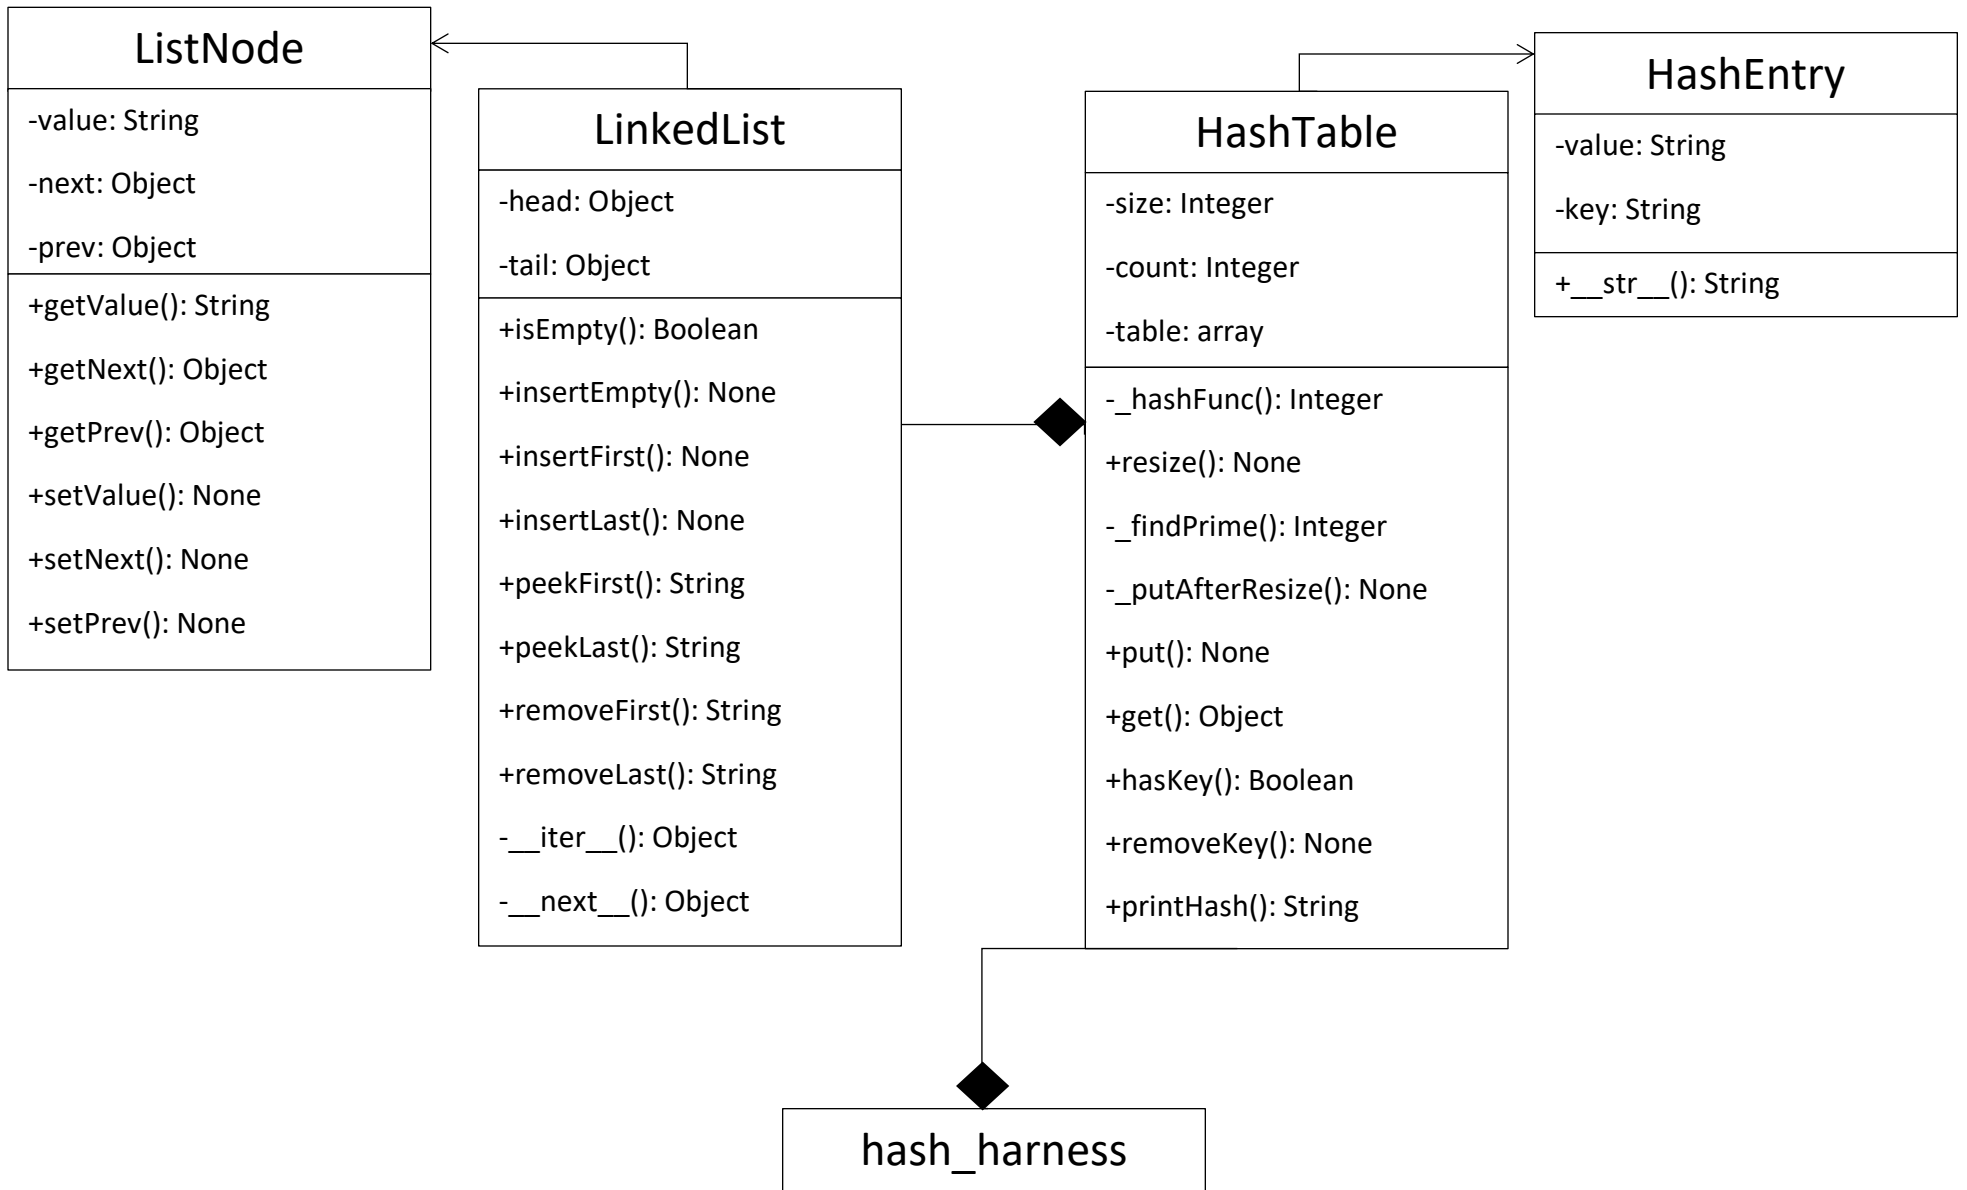 ListNode
-value: String
-next: Object
-prev: Object
+getValue(): String
+getNext(): Object
+getPrev(): Object
+setValue(): None
+setNext(): None
+setPrev(): None
LinkedList
-head: Object
-tail: Object
+isEmpty(): Boolean
+insertEmpty(): None
+insertFirst(): None
+insertLast(): None
+peekFirst(): String
+peekLast(): String
+removeFirst(): String
+removeLast(): String
-__iter__(): Object
-__next__(): Object
HashTable
-size: Integer
-count: Integer
-table: array
-_hashFunc(): Integer
+resize(): None
-_findPrime(): Integer
-_putAfterResize(): None
+put(): None
+get(): Object
+hasKey(): Boolean
+removeKey(): None
+printHash(): String
HashEntry
-value: String
-key: String
+__str__(): String
hash_harness